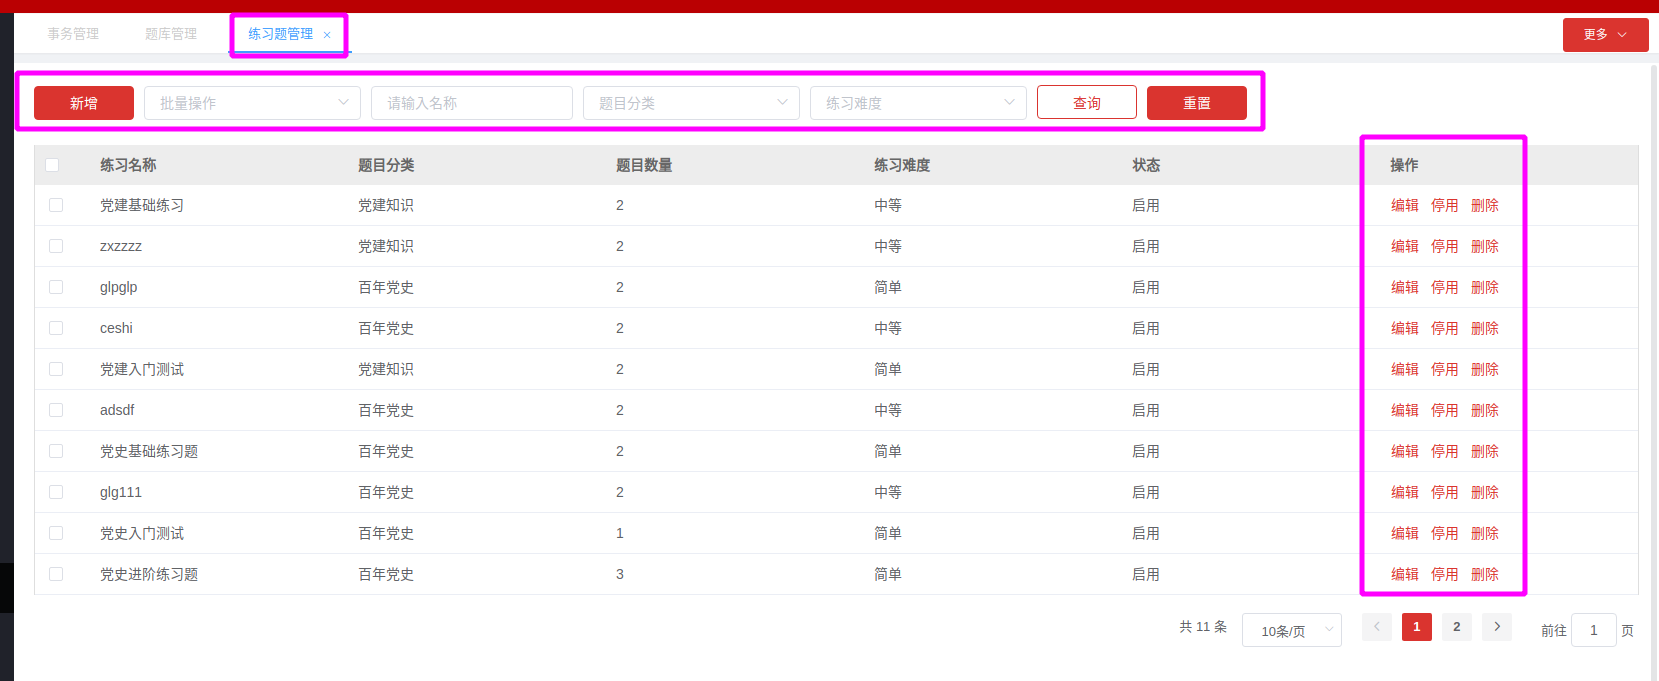 事务管理 题库管理 练习题管理 × 更多
新增 批量操作 请输入名称 题目分类 练习难度 查询 重置
练习名称 题目分类 题目数量 练习难度 状态 操作
党建基础练习 党建知识 2 中等 启用 编辑 停用 删除
zxzzzz 党建知识 2 中等 启用 编辑 停用 删除
glpglp 百年党史 2 简单 启用 编辑 停用 删除
ceshi 百年党史 2 中等 启用 编辑 停用 删除
党建入门测试 党建知识 2 简单 启用 编辑 停用 删除
adsdf 百年党史 2 中等 启用 编辑 停用 删除
党史基础练习题 百年党史 2 简单 启用 编辑 停用 删除
glg111 百年党史 2 中等 启用 编辑 停用 删除
党史入门测试 百年党史 1 简单 启用 编辑 停用 删除
党史进阶练习题 百年党史 3 简单 启用 编辑 停用 删除
共 11 条 10条/页 1 2 前往 1 页